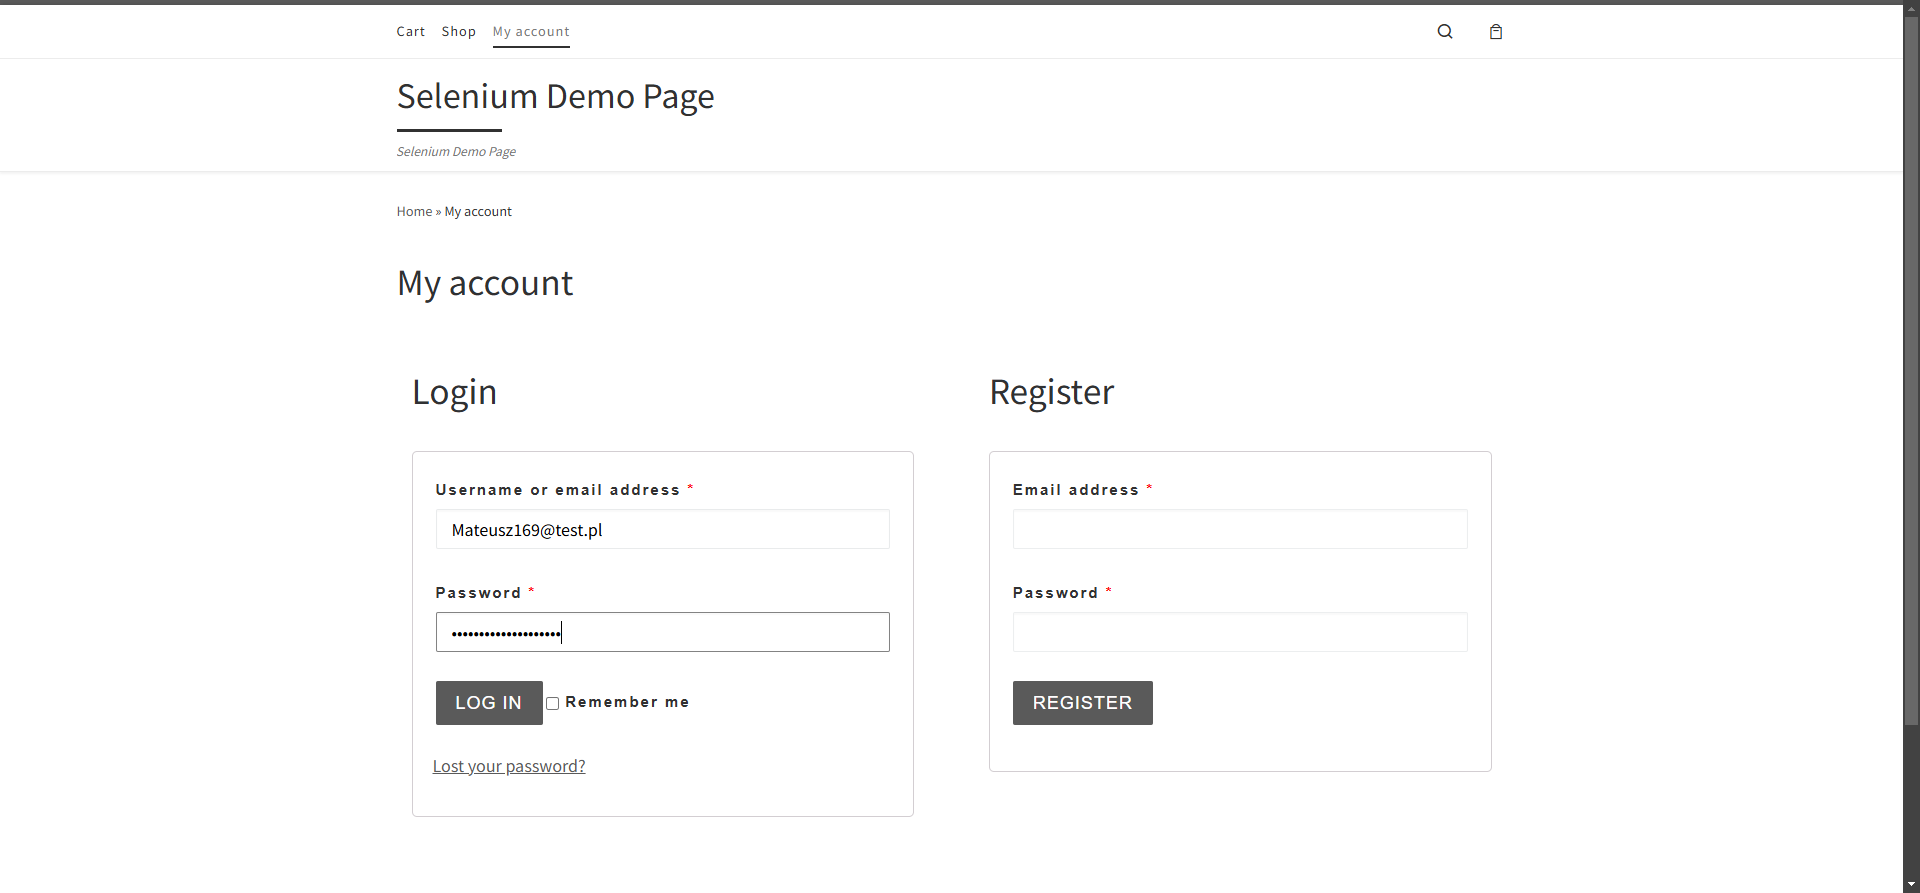 Cart Shop My account
Selenium Demo Page
Selenium Demo Page
Home » My account
My account
Login
Username or email address *
Mateusz169@test.pl
Password *
••••••••••••••••••••
LOG IN Remember me
Lost your password?
Register
Email address *
Password *
REGISTER